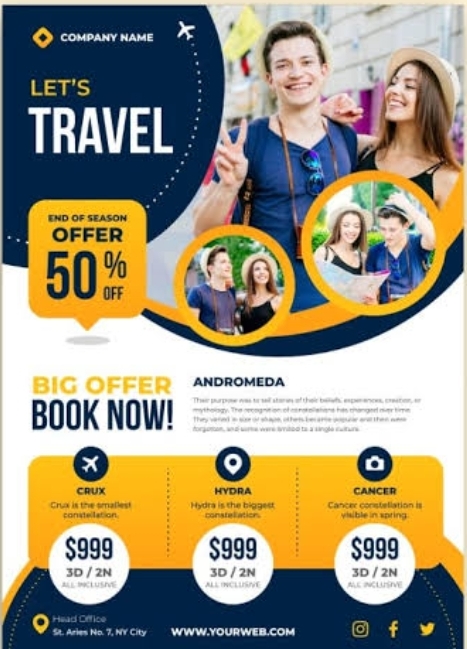 COMPANY NAME
LET'S
TRAVEL
END OF SEASON
OFFER
50%
OFF
BIG OFFER
BOOK NOW!
ANDROMEDA
Their purpose was to tell stories of their beliefs, experiences, creation, or
mythology. The recognition of constellations has changed over time.
They varied in size or shape, others become popular and then were
forgotten, and some were limited to a single culture.
CRUX
Crux is the smallest
constellation.
$999
3D / 2N
ALL INCLUSIVE
HYDRA
Hydra is the biggest
constellation.
$999
3D / 2N
ALL INCLUSIVE
CANCER
Cancer constellation is
visible in spring.
$999
3D / 2N
ALL INCLUSIVE
Head Office
St. Aries No. 7, NY City
WWW.YOURWEB.COM